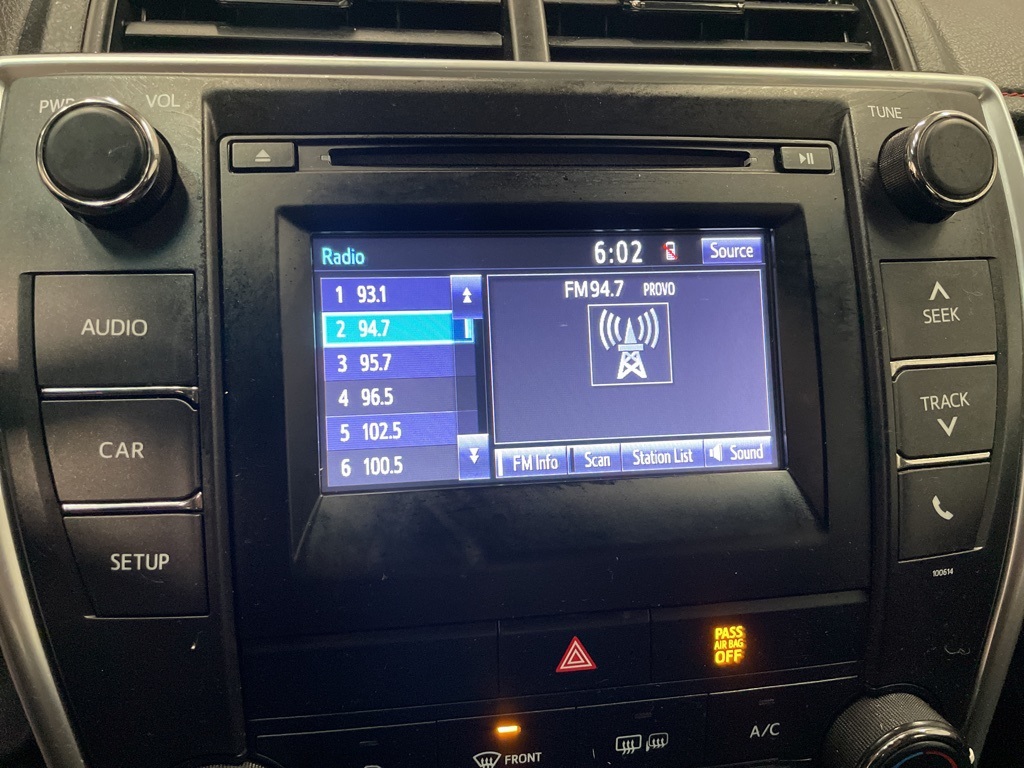 PWR VOL
TUNE
Radio 6:02 Source
1 93.1
2 94.7
3 95.7
4 96.5
5 102.5
6 100.5
FM94.7 PROVO
FM Info Scan Station List Sound
AUDIO
CAR
SETUP
SEEK
TRACK
100614
PASS
AIR BAG
OFF
FRONT
A/C